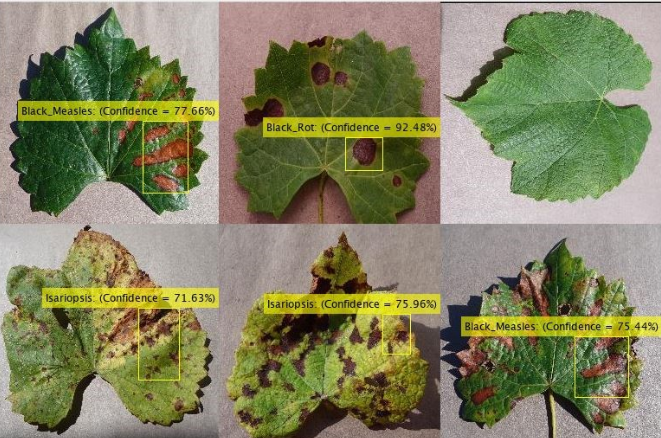 Black_Measles: (Confidence = 77.66%)
Black_Rot: (Confidence = 92.48%)
Isariopsis: (Confidence = 71.63%)
Isariopsis: (Confidence = 75.96%)
Black_Measles: (Confidence = 75.44%)